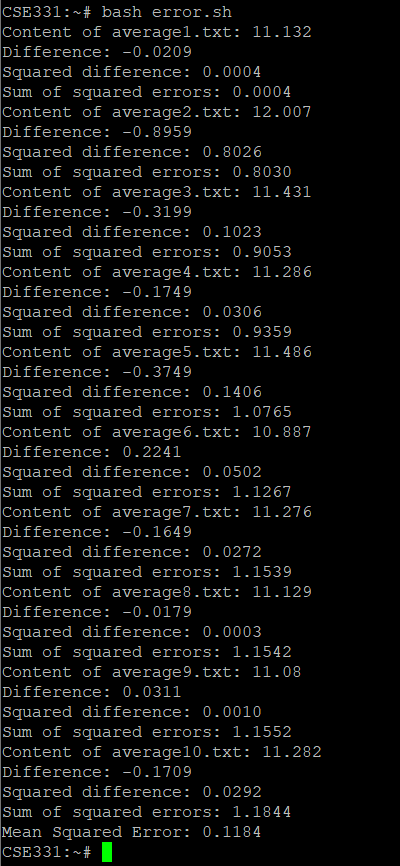 CSE331:~# bash error.sh
Content of average1.txt: 11.132
Difference: -0.0209
Squared difference: 0.0004
Sum of squared errors: 0.0004
Content of average2.txt: 12.007
Difference: -0.8959
Squared difference: 0.8026
Sum of squared errors: 0.8030
Content of average3.txt: 11.431
Difference: -0.3199
Squared difference: 0.1023
Sum of squared errors: 0.9053
Content of average4.txt: 11.286
Difference: -0.1749
Squared difference: 0.0306
Sum of squared errors: 0.9359
Content of average5.txt: 11.486
Difference: -0.3749
Squared difference: 0.1406
Sum of squared errors: 1.0765
Content of average6.txt: 10.887
Difference: 0.2241
Squared difference: 0.0502
Sum of squared errors: 1.1267
Content of average7.txt: 11.276
Difference: -0.1649
Squared difference: 0.0272
Sum of squared errors: 1.1539
Content of average8.txt: 11.129
Difference: -0.0179
Squared difference: 0.0003
Sum of squared errors: 1.1542
Content of average9.txt: 11.08
Difference: 0.0311
Squared difference: 0.0010
Sum of squared errors: 1.1552
Content of average10.txt: 11.282
Difference: -0.1709
Squared difference: 0.0292
Sum of squared errors: 1.1844
Mean Squared Error: 0.1184
CSE331:~#